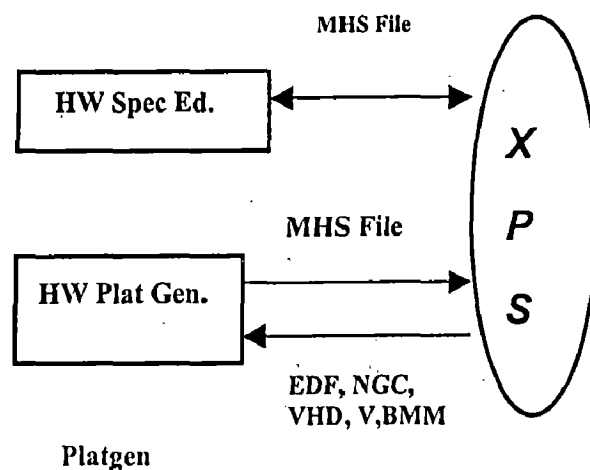 MHS File
HW Spec Ed.
X
P
S
MHS File
HW Plat Gen.
EDF, NGC,
VHD, V,BMM
Platgen